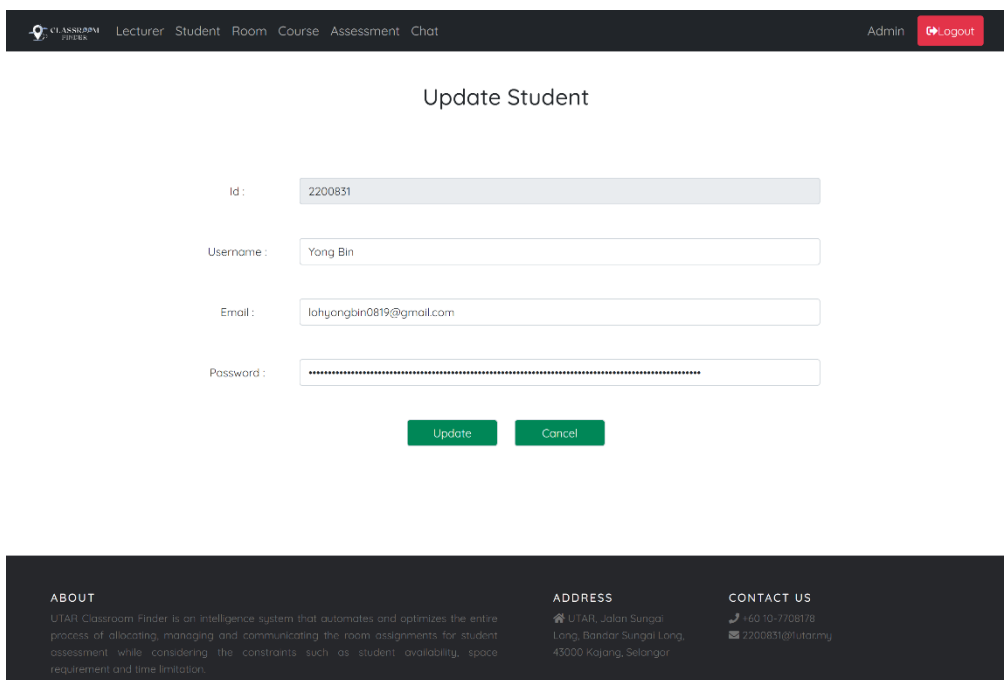 CLASSROOM
FINDER
Lecturer Student Room Course Assessment Chat
Admin
Logout
Update Student
Id :
2200831
Username :
Yong Bin
Email :
lohyongbin0819@gmail.com
Password :
Update
Cancel
ABOUT
UTAR Classroom Finder is an intelligence system that automates and optimizes the entire
process of allocating, managing and communicating the room assignments for student
assessment while considering the constraints such as student availability, space
requirement and time limitation.
ADDRESS
UTAR, Jalan Sungai
Long, Bandar Sungai Long,
43000 Kajang, Selangor
CONTACT US
+60 10-7708178
2200831@1utar.my